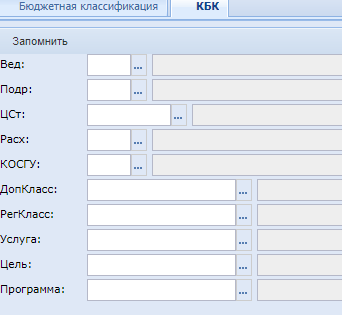 Бюджетная классификация КБК
Запомнить
Вед: ...
Подр: ...
ЦСт: ...
Расх: ...
КОСГУ: ...
ДопКласс: ...
РегКласс: ...
Услуга: ...
Цель: ...
Программа: ...